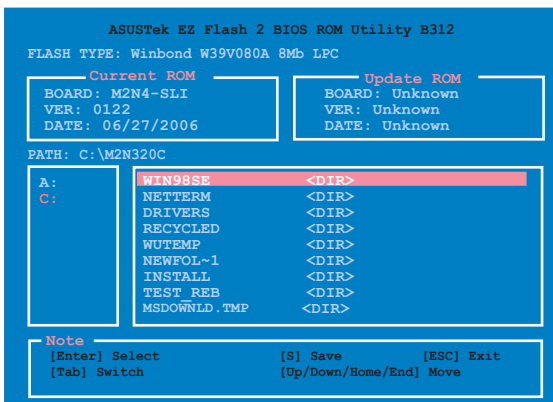 ASUSTek EZ Flash 2 BIOS ROM Utility B312
FLASH TYPE: Winbond W39V080A 8Mb LPC
Current ROM
BOARD: M2N4-SLI
VER: 0122
DATE: 06/27/2006
Update ROM
BOARD: Unknown
VER: Unknown
DATE: Unknown
PATH: C:\M2N320C
A:
C:
WIN98SE <DIR>
NETTERM <DIR>
DRIVERS <DIR>
RECYCLED <DIR>
WUTEMP <DIR>
NEWFOL~1 <DIR>
INSTALL <DIR>
TEST_REB <DIR>
MSDOWNLD.TMP <DIR>
Note
[Enter] Select [S] Save [ESC] Exit
[Tab] Switch [Up/Down/Home/End] Move